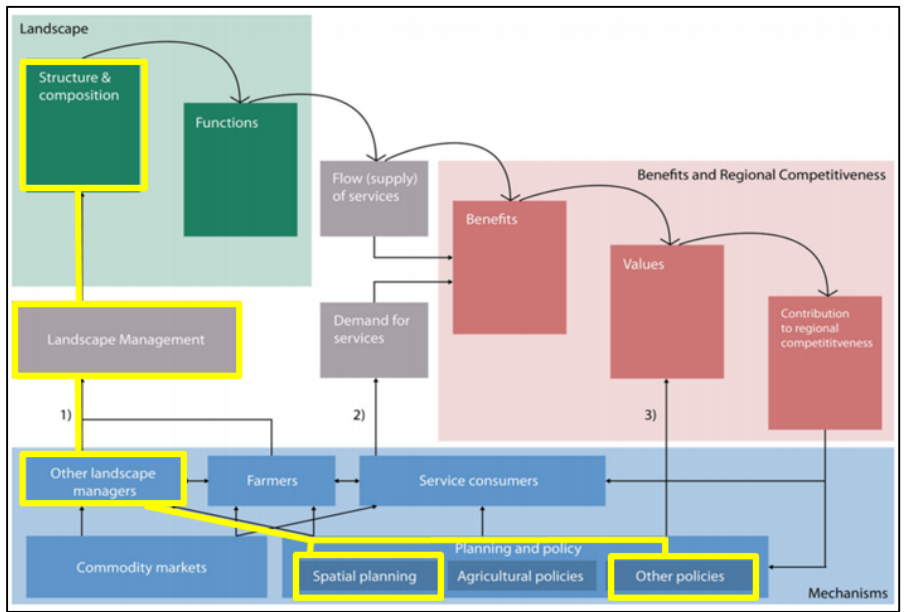 Landscape
Structure &
composition
Functions
Flow (supply)
of services
Benefits and Regional Competitiveness
Benefits
Values
Contribution
to regional
competititveness
Landscape Management
Demand for
services
1)
2)
3)
Other landscape
managers
Farmers
Service consumers
Commodity markets
Planning and policy
Spatial planning
Agricultural policies
Other policies
Mechanisms